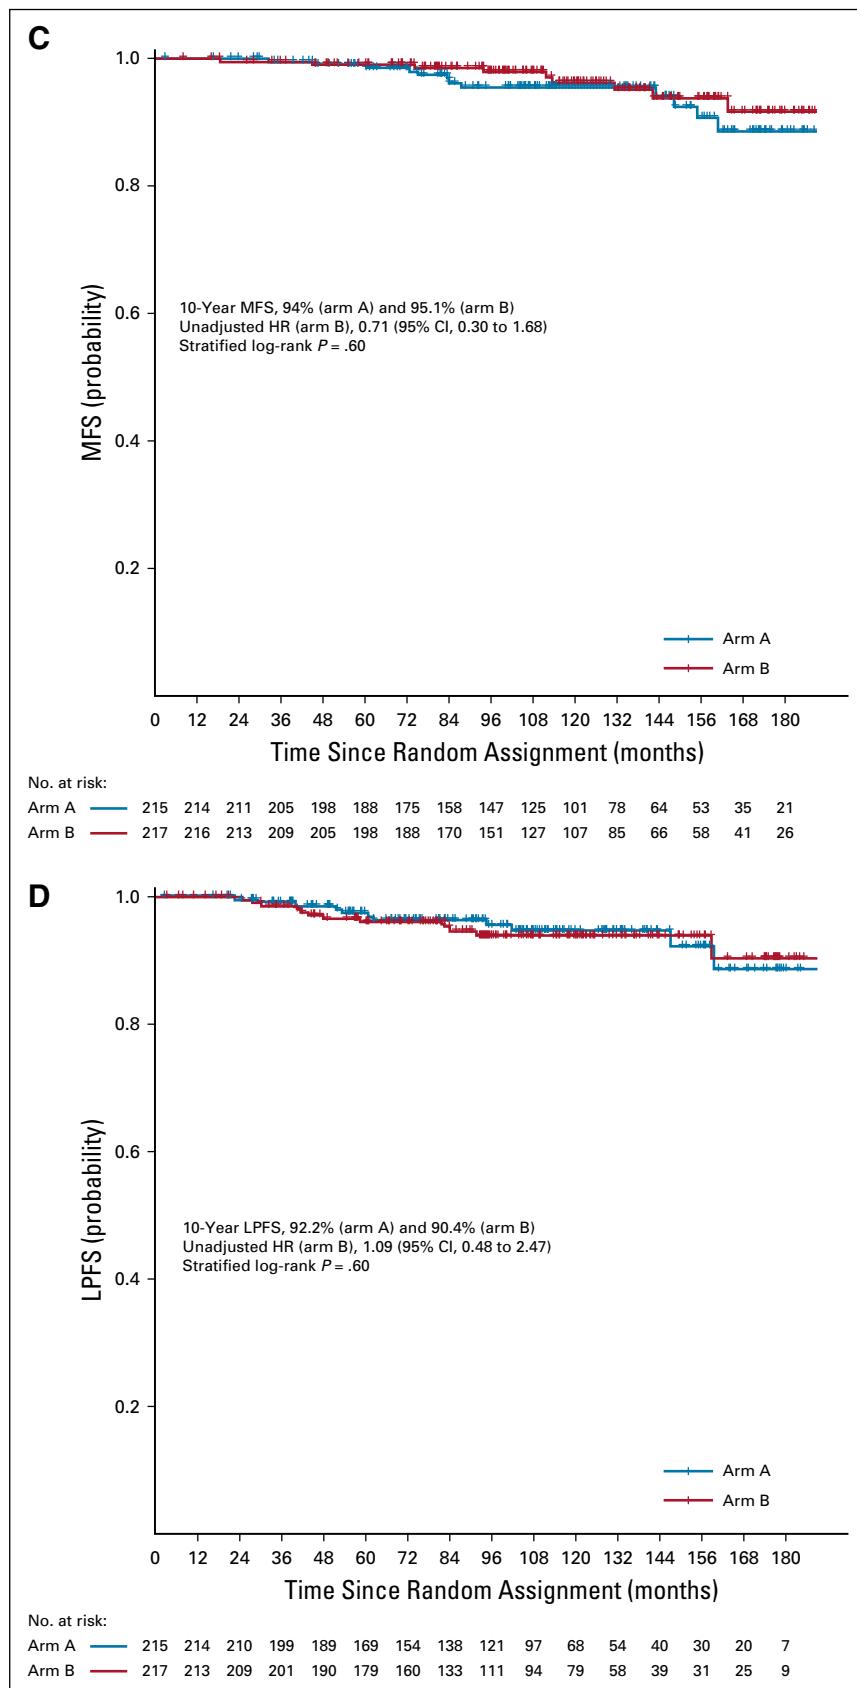 C
1.0
0.8
0.6
0.4
0.2
MFS (probability)
10-Year MFS, 94% (arm A) and 95.1% (arm B)
Unadjusted HR (arm B), 0.71 (95% CI, 0.30 to 1.68)
Stratified log-rank P = .60
Arm A
Arm B
0 12 24 36 48 60 72 84 96 108 120 132 144 156 168 180
Time Since Random Assignment (months)
No. at risk:
Arm A 215 214 211 205 198 188 175 158 147 125 101 78 64 53 35 21
Arm B 217 216 213 209 205 198 188 170 151 127 107 85 66 58 41 26
D
1.0
0.8
0.6
0.4
0.2
LPFS (probability)
10-Year LPFS, 92.2% (arm A) and 90.4% (arm B)
Unadjusted HR (arm B), 1.09 (95% CI, 0.48 to 2.47)
Stratified log-rank P = .60
Arm A
Arm B
0 12 24 36 48 60 72 84 96 108 120 132 144 156 168 180
Time Since Random Assignment (months)
No. at risk:
Arm A 215 214 210 199 189 169 154 138 121 97 68 54 40 30 20 7
Arm B 217 213 209 201 190 179 160 133 111 94 79 58 39 31 25 9